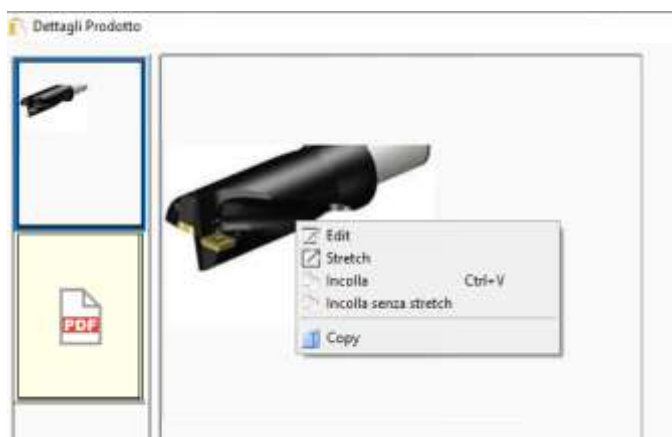 Dettagli Prodotto
PDF
Edit
Stretch
Incolla Ctrl+V
Incolla senza stretch
Copy